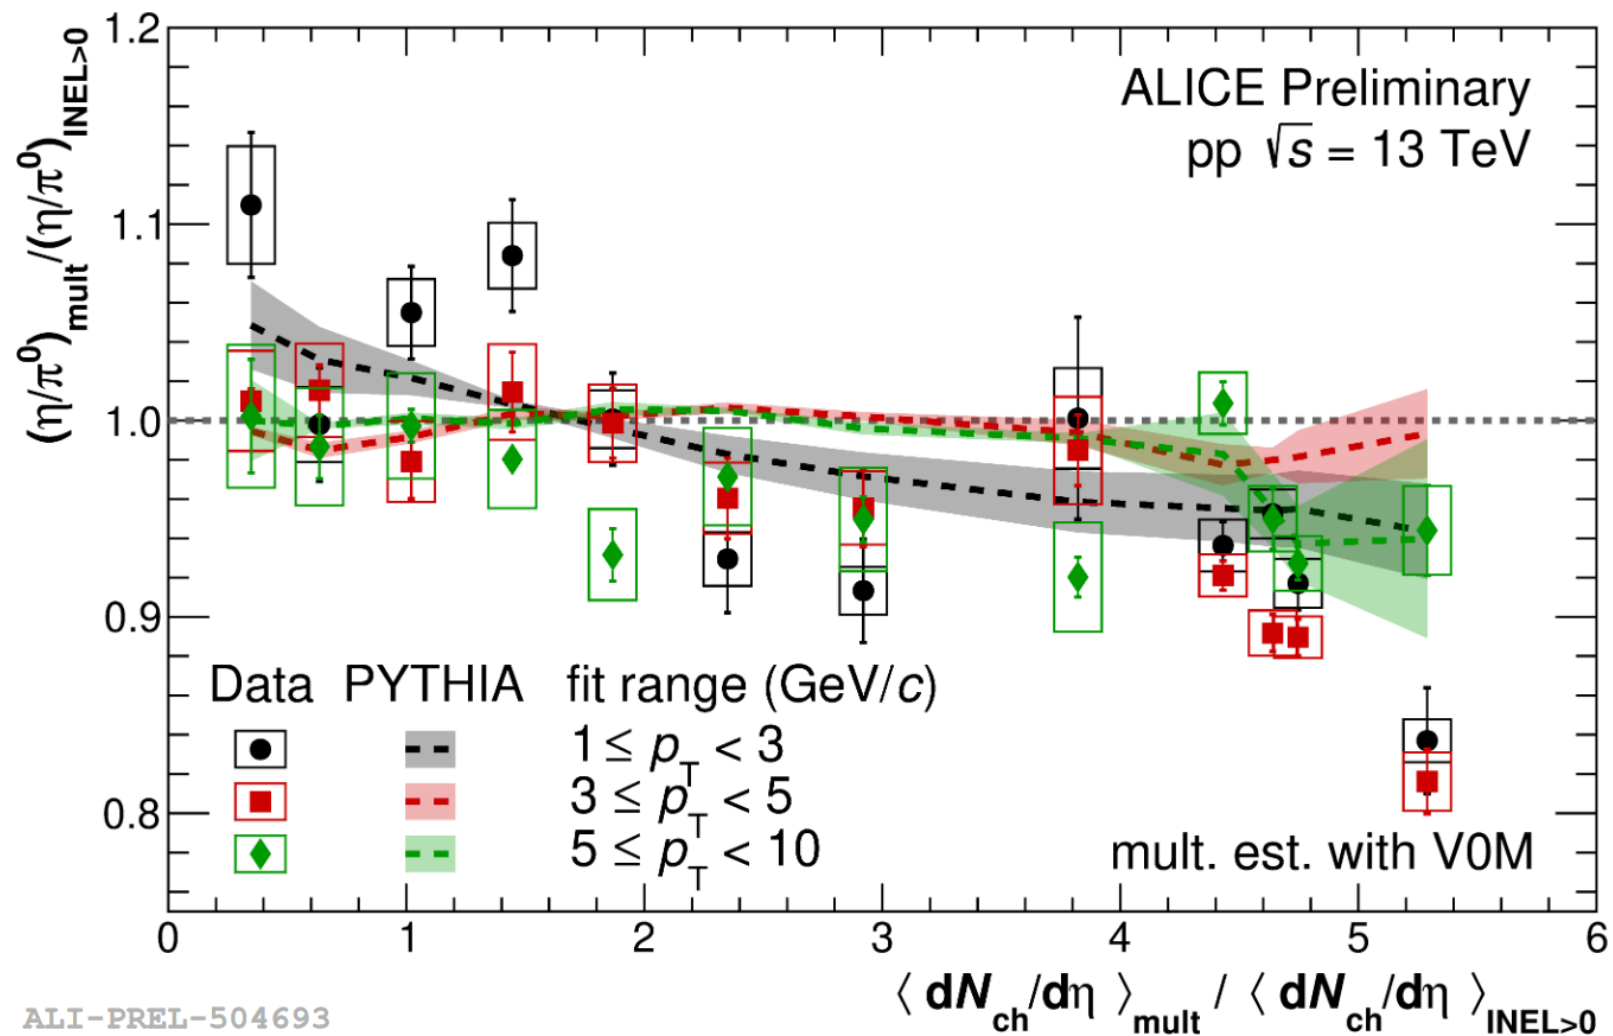 (η/π⁰)mult/(η/π⁰)INEL>0
1.2
1.1
1.0
0.9
0.8
ALICE Preliminary
pp √s = 13 TeV
Data PYTHIA fit range (GeV/c)
1 ≤ pT < 3
3 ≤ pT < 5
5 ≤ pT < 10
mult. est. with V0M
0 1 2 3 4 5 6
⟨ dNch/dη ⟩mult / ⟨ dNch/dη ⟩INEL>0
ALI-PREL-504693